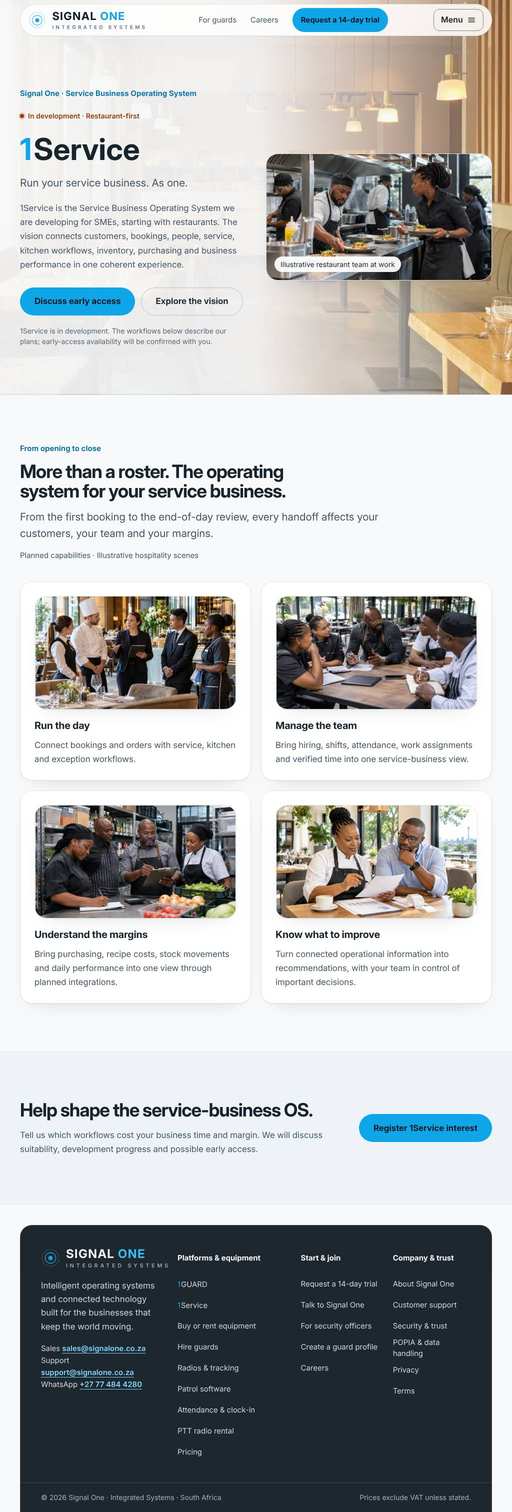 SIGNAL ONE
INTEGRATED SYSTEMS
For guards
Careers
Request a 14-day trial
Menu
Signal One · Service Business Operating System
In development · Restaurant-first
1Service
Run your service business. As one.
1Service is the Service Business Operating System we
are developing for SMEs, starting with restaurants. The
vision connects customers, bookings, people, service,
kitchen workflows, inventory, purchasing and business
performance in one coherent experience.
Discuss early access
Explore the vision
1Service is in development. The workflows below describe our
plans; early-access availability will be confirmed with you.
Illustrative restaurant team at work
From opening to close
More than a roster. The operating
system for your service business.
From the first booking to the end-of-day review, every handoff affects your
customers, your team and your margins.
Planned capabilities · Illustrative hospitality scenes
Run the day
Connect bookings and orders with service, kitchen
and exception workflows.
Manage the team
Bring hiring, shifts, attendance, work assignments
and verified time into one service-business view.
Understand the margins
Bring purchasing, recipe costs, stock movements
and daily performance into one view through
planned integrations.
Know what to improve
Turn connected operational information into
recommendations, with your team in control of
important decisions.
Help shape the service-business OS.
Tell us which workflows cost your business time and margin. We will discuss
suitability, development progress and possible early access.
Register 1Service interest
SIGNAL ONE
INTEGRATED SYSTEMS
Intelligent operating systems
and connected technology
built for the businesses that
keep the world moving.
Sales sales@signalone.co.za
Support
support@signalone.co.za
WhatsApp +27 77 484 4280
Platforms & equipment
1GUARD
1Service
Buy or rent equipment
Hire guards
Radios & tracking
Patrol software
Attendance & clock-in
PTT radio rental
Pricing
Start & join
Request a 14-day trial
Talk to Signal One
For security officers
Create a guard profile
Careers
Company & trust
About Signal One
Customer support
Security & trust
POPIA & data
handling
Privacy
Terms
© 2026 Signal One · Integrated Systems · South Africa
Prices exclude VAT unless stated.